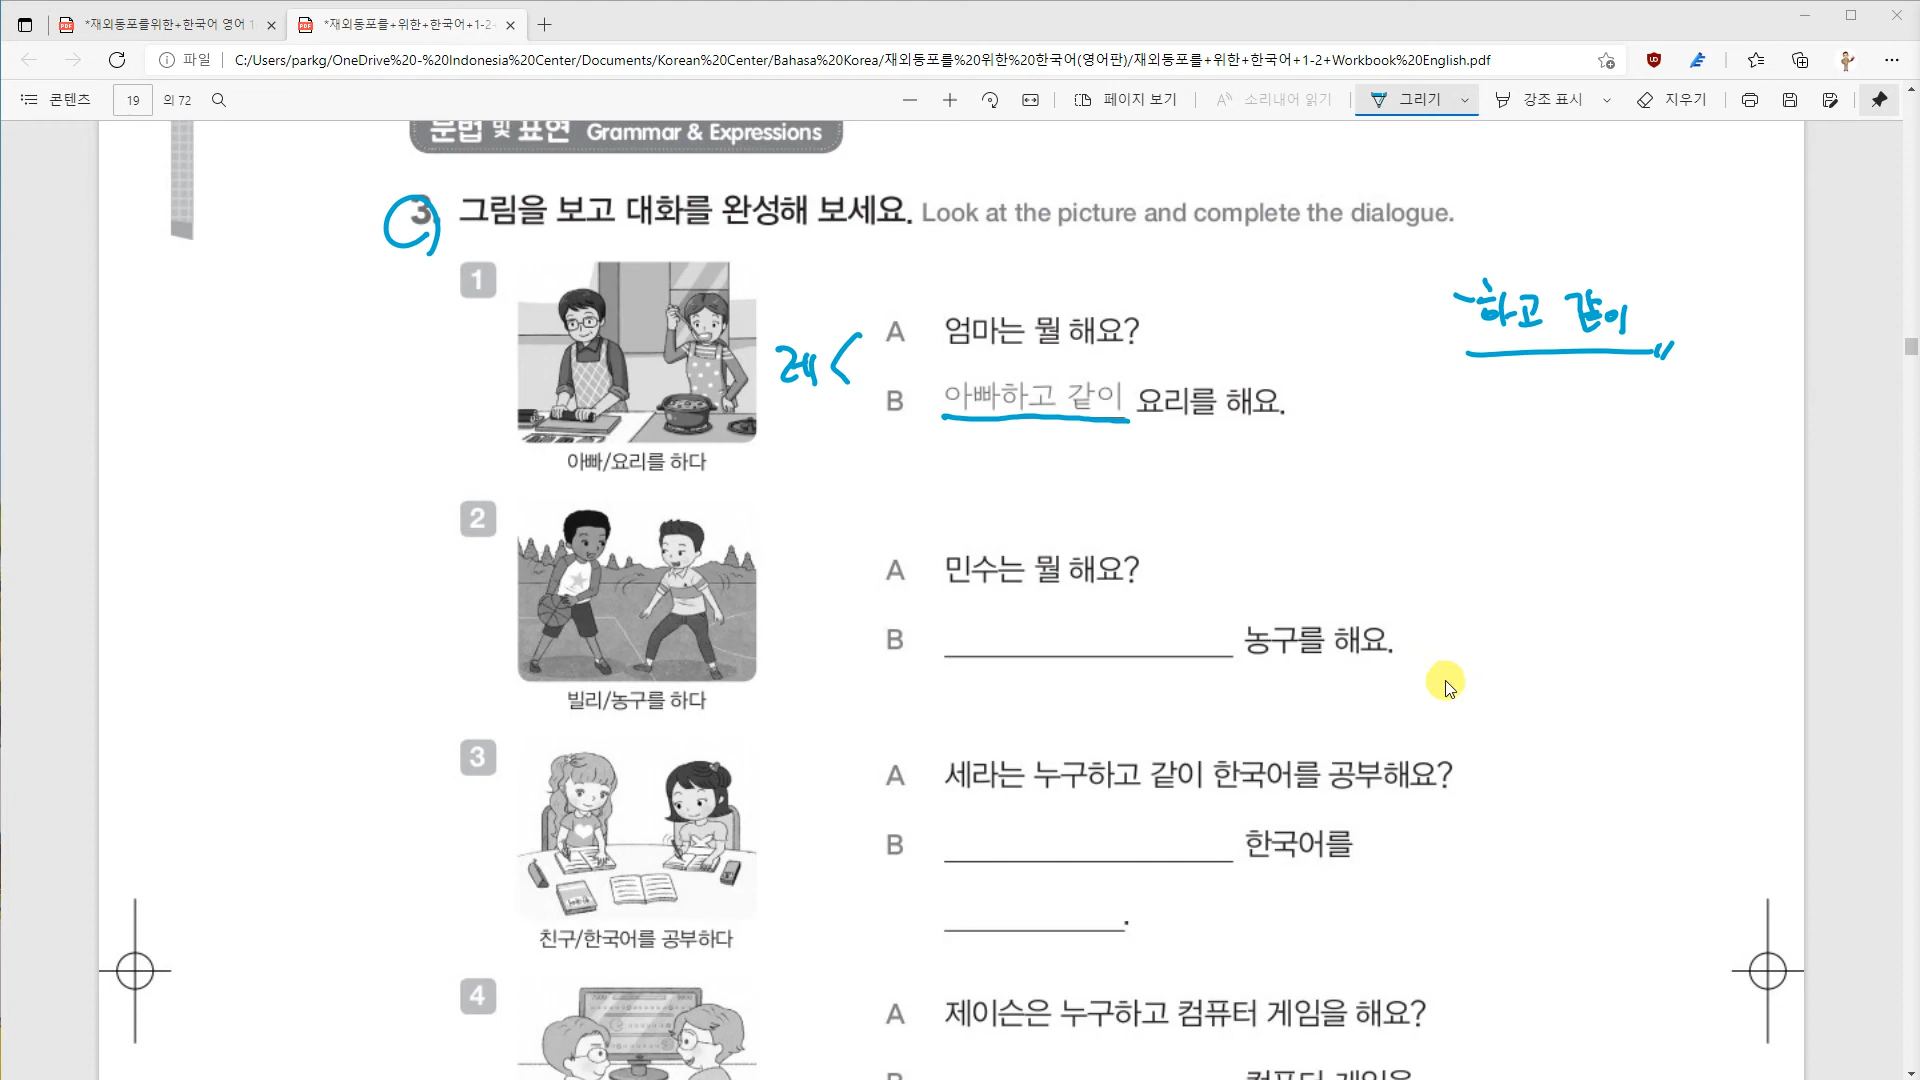 *재외동포를위한+한국어 영어 1
*재외동포를+위한+한국어+1-2-
파일
C:/Users/parkg/OneDrive%20-%20Indonesia%20Center/Documents/Korean%20Center/Bahasa%20Korea/재외동포를%20위한%20한국어(영어판)/재외동포를+위한+한국어+1-2+Workbook%20English.pdf
콘텐츠 19 의 72 페이지 보기 소리내어 읽기 그리기 강조 표시 지우기
문법 및 표현 Grammar & Expressions
3 그림을 보고 대화를 완성해 보세요. Look at the picture and complete the dialogue.
-하고 같이
1
A 엄마는 뭘 해요?
B 아빠하고 같이 요리를 해요.
아빠/요리를 하다
2
A 민수는 뭘 해요?
B 농구를 해요.
빌리/농구를 하다
3
A 세라는 누구하고 같이 한국어를 공부해요?
B 한국어를
.
친구/한국어를 공부하다
4
A 제이슨은 누구하고 컴퓨터 게임을 해요?
B 컴퓨터 게임을